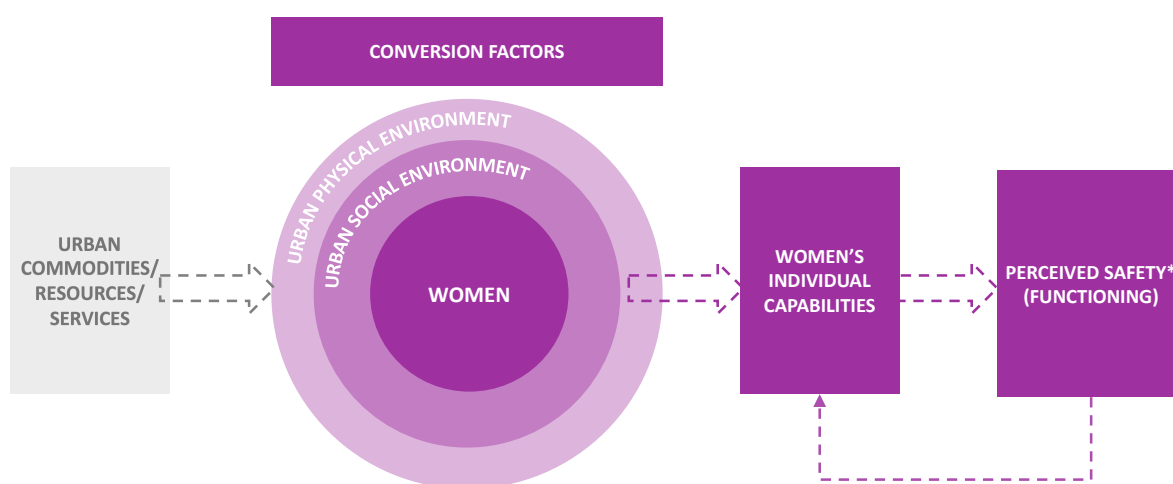 CONVERSION FACTORS
URBAN PHYSICAL ENVIRONMENT
URBAN SOCIAL ENVIRONMENT
WOMEN
URBAN
COMMODITIES/
RESOURCES/
SERVICES
WOMEN’S
INDIVIDUAL
CAPABILITIES
PERCEIVED SAFETY*
(FUNCTIONING)